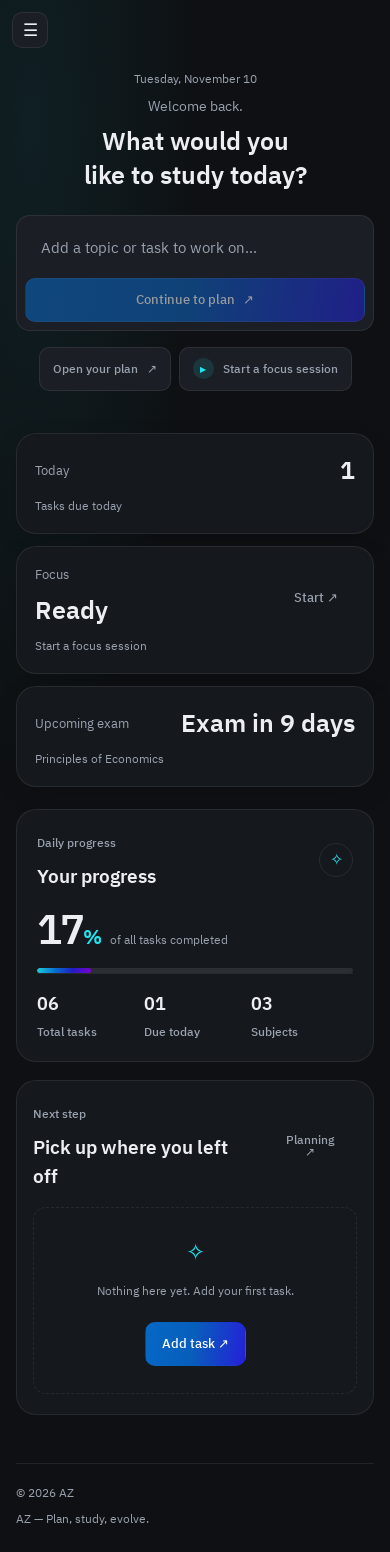 Tuesday, November 10
Welcome back.
What would you
like to study today?
Add a topic or task to work on...
Continue to plan ↗
Open your plan ↗
Start a focus session
Today
1
Tasks due today
Focus
Ready
Start ↗
Start a focus session
Upcoming exam
Exam in 9 days
Principles of Economics
Daily progress
Your progress
17% of all tasks completed
06
01
03
Total tasks
Due today
Subjects
Next step
Pick up where you left
off
Planning
↗
Nothing here yet. Add your first task.
Add task ↗
© 2026 AZ
AZ — Plan, study, evolve.